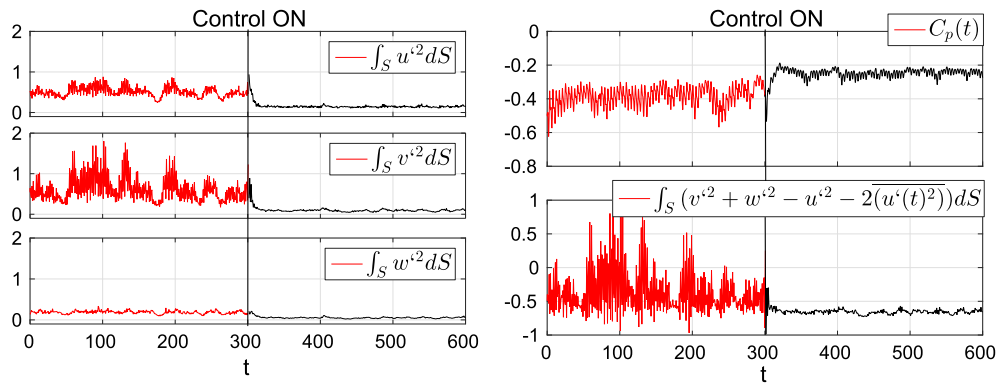 Control ON
2
1
0
∫_S u‘² dS
2
1
0
∫_S v‘² dS
2
1
0
∫_S w‘² dS
0 100 200 300 400 500 600
t
Control ON
0
-0.2
-0.4
-0.6
-0.8
C_p(t)
1
0.5
0
-0.5
-1
∫_S (v‘² + w‘² − u‘² − 2\overline{(u‘(t)²)})dS
0 100 200 300 400 500 600
t